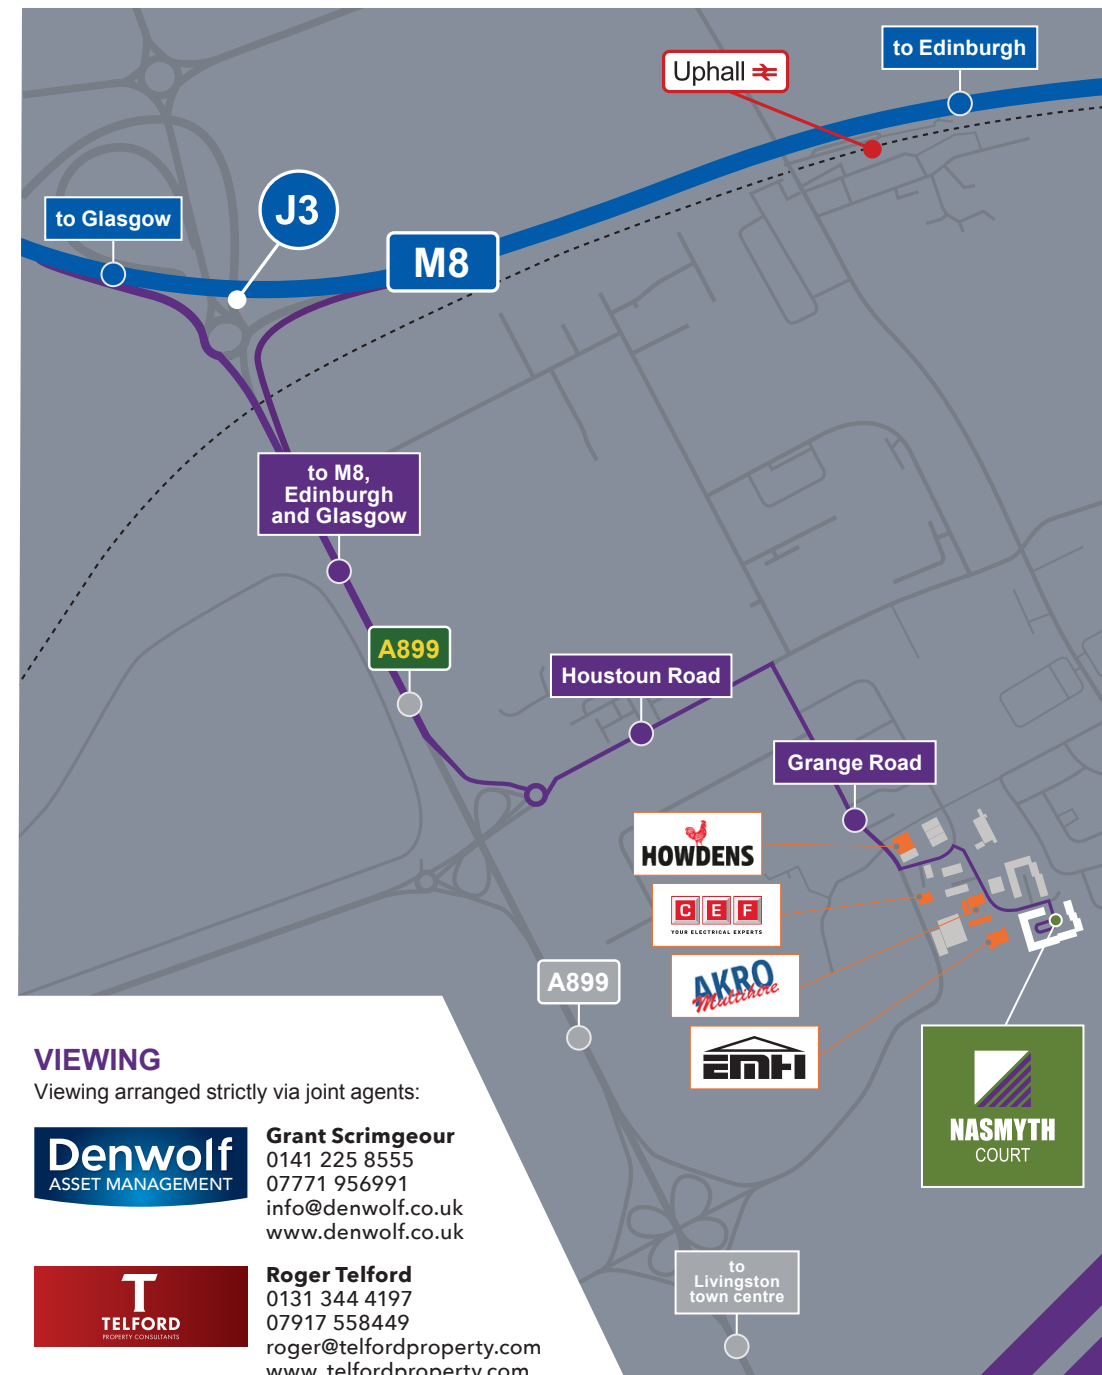 to Edinburgh
Uphall
J3
to Glasgow
M8
to M8,
Edinburgh
and Glasgow
A899
Houstoun Road
Grange Road
HOWDENS
CEF
YOUR ELECTRICAL EXPERTS
AKRO
Multihire
A899
EMH
NASMYTH
COURT
to
Livingston
town centre
VIEWING
Viewing arranged strictly via joint agents:
Denwolf
ASSET MANAGEMENT
Grant Scrimgeour
0141 225 8555
07771 956991
info@denwolf.co.uk
www.denwolf.co.uk
T
TELFORD
PROPERTY CONSULTANTS
Roger Telford
0131 344 4197
07917 558449
roger@telfordproperty.com
www. telfordproperty.com